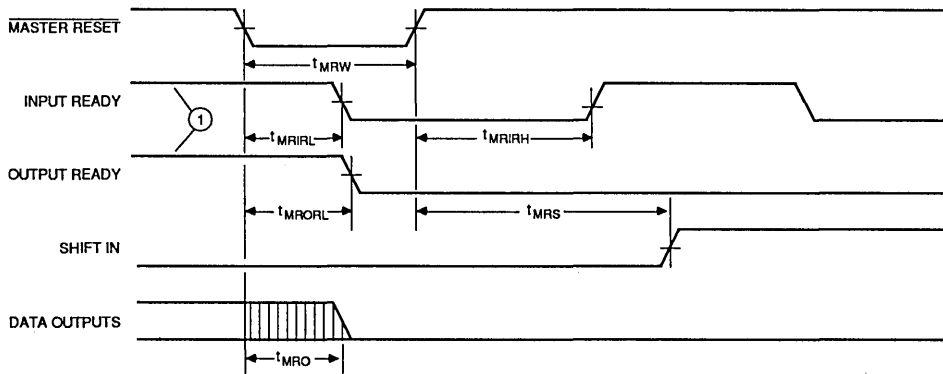 MASTER RESET
tMRW
INPUT READY
1
tMRIRL
tMRIRH
OUTPUT READY
tMRORL
tMRS
SHIFT IN
DATA OUTPUTS
tMRO